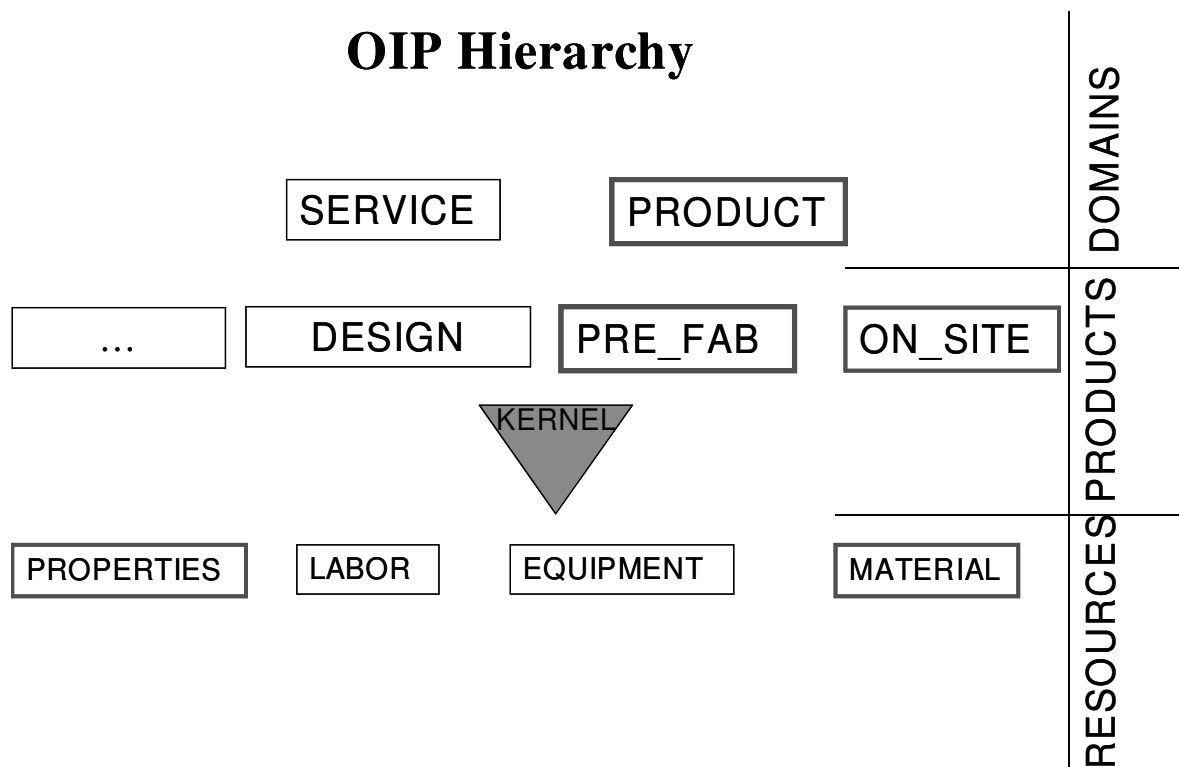 OIP Hierarchy
SERVICE
PRODUCT
DOMAINS
...
DESIGN
PRE_FAB
ON_SITE
PRODUCTS
KERNEL
PROPERTIES
LABOR
EQUIPMENT
MATERIAL
RESOURCES